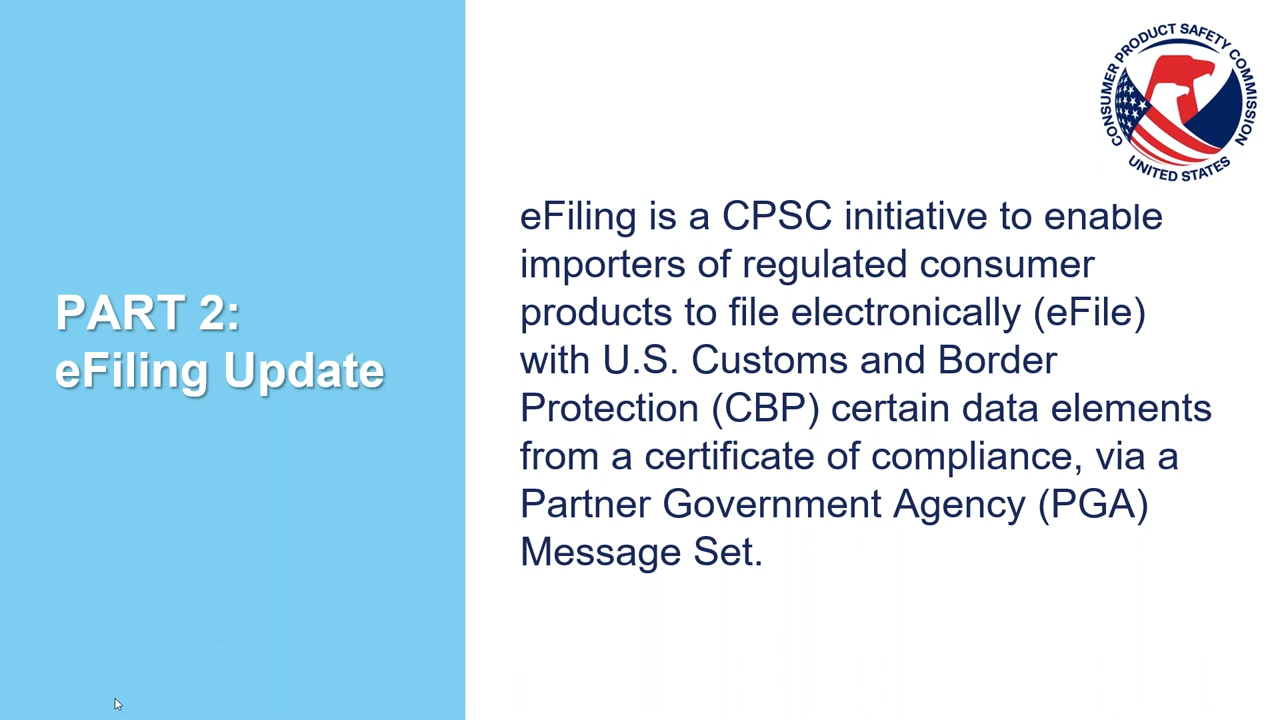 CONSUMER PRODUCT SAFETY COMMISSION
UNITED STATES
PART 2:
eFiling Update
eFiling is a CPSC initiative to enable
importers of regulated consumer
products to file electronically (eFile)
with U.S. Customs and Border
Protection (CBP) certain data elements
from a certificate of compliance, via a
Partner Government Agency (PGA)
Message Set.